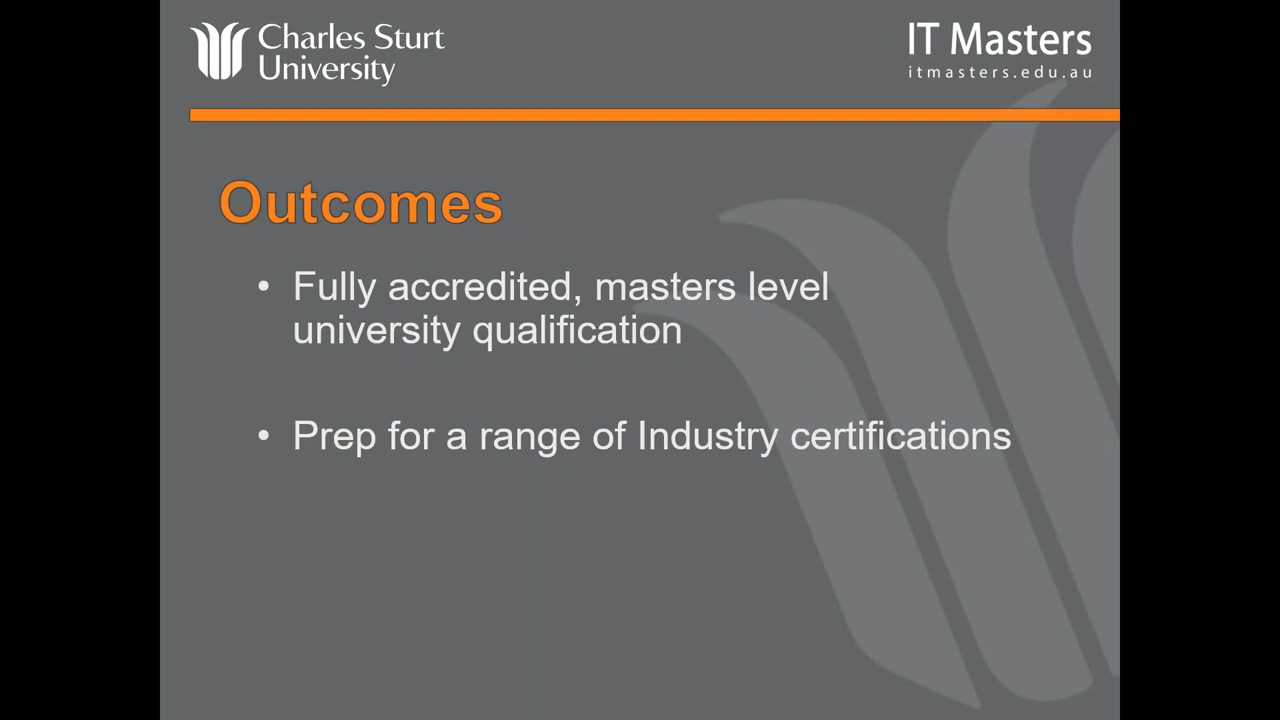 Charles Sturt
University
IT Masters
itmasters.edu.au
Outcomes
• Fully accredited, masters level
university qualification
• Prep for a range of Industry certifications